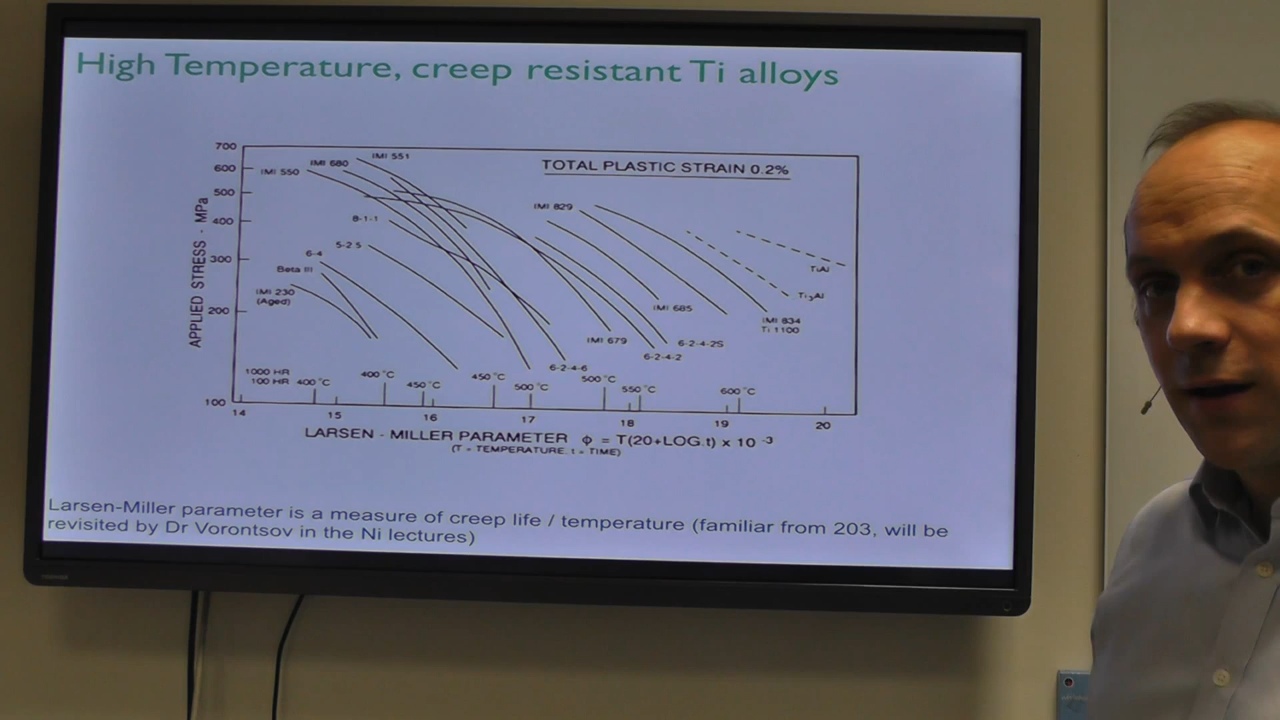 High Temperature, creep resistant Ti alloys
TOTAL PLASTIC STRAIN 0.2%
APPLIED STRESS - MPa
700
600
500
400
300
200
100
IMI 551
IMI 680
IMI 550
8-1-1
5-2 5
6-4
Beta III
IMI 230
(Aged)
IMI 829
TiAl
Ti3Al
IMI 685
IMI 834
Ti 1100
IMI 679
6-2-4-2S
6-2-4-2
6-2-4-6
1000 HR 400°C 450°C 500°C
100 HR 400°C 450°C 500°C 550°C 600°C
14 15 16 17 18 19 20
LARSEN - MILLER PARAMETER ϕ = T(20+LOG.t) x 10 -3
(T = TEMPERATURE. t = TIME)
Larsen-Miller parameter is a measure of creep life / temperature (familiar from 203, will be
revisited by Dr Vorontsov in the Ni lectures)
TOSHIBA